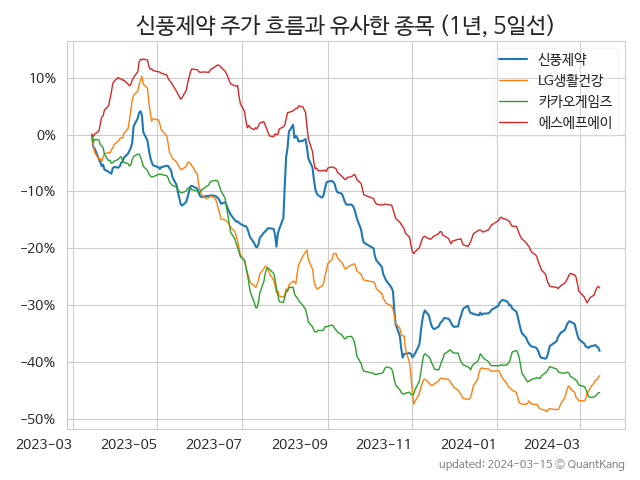 신풍제약 주가 흐름과 유사한 종목 (1년, 5일선)
신풍제약
LG생활건강
카카오게임즈
에스에프에이
10%
0%
−10%
−20%
−30%
−40%
−50%
2023-03 2023-05 2023-07 2023-09 2023-11 2024-01 2024-03
updated: 2024-03-15 © QuantKang